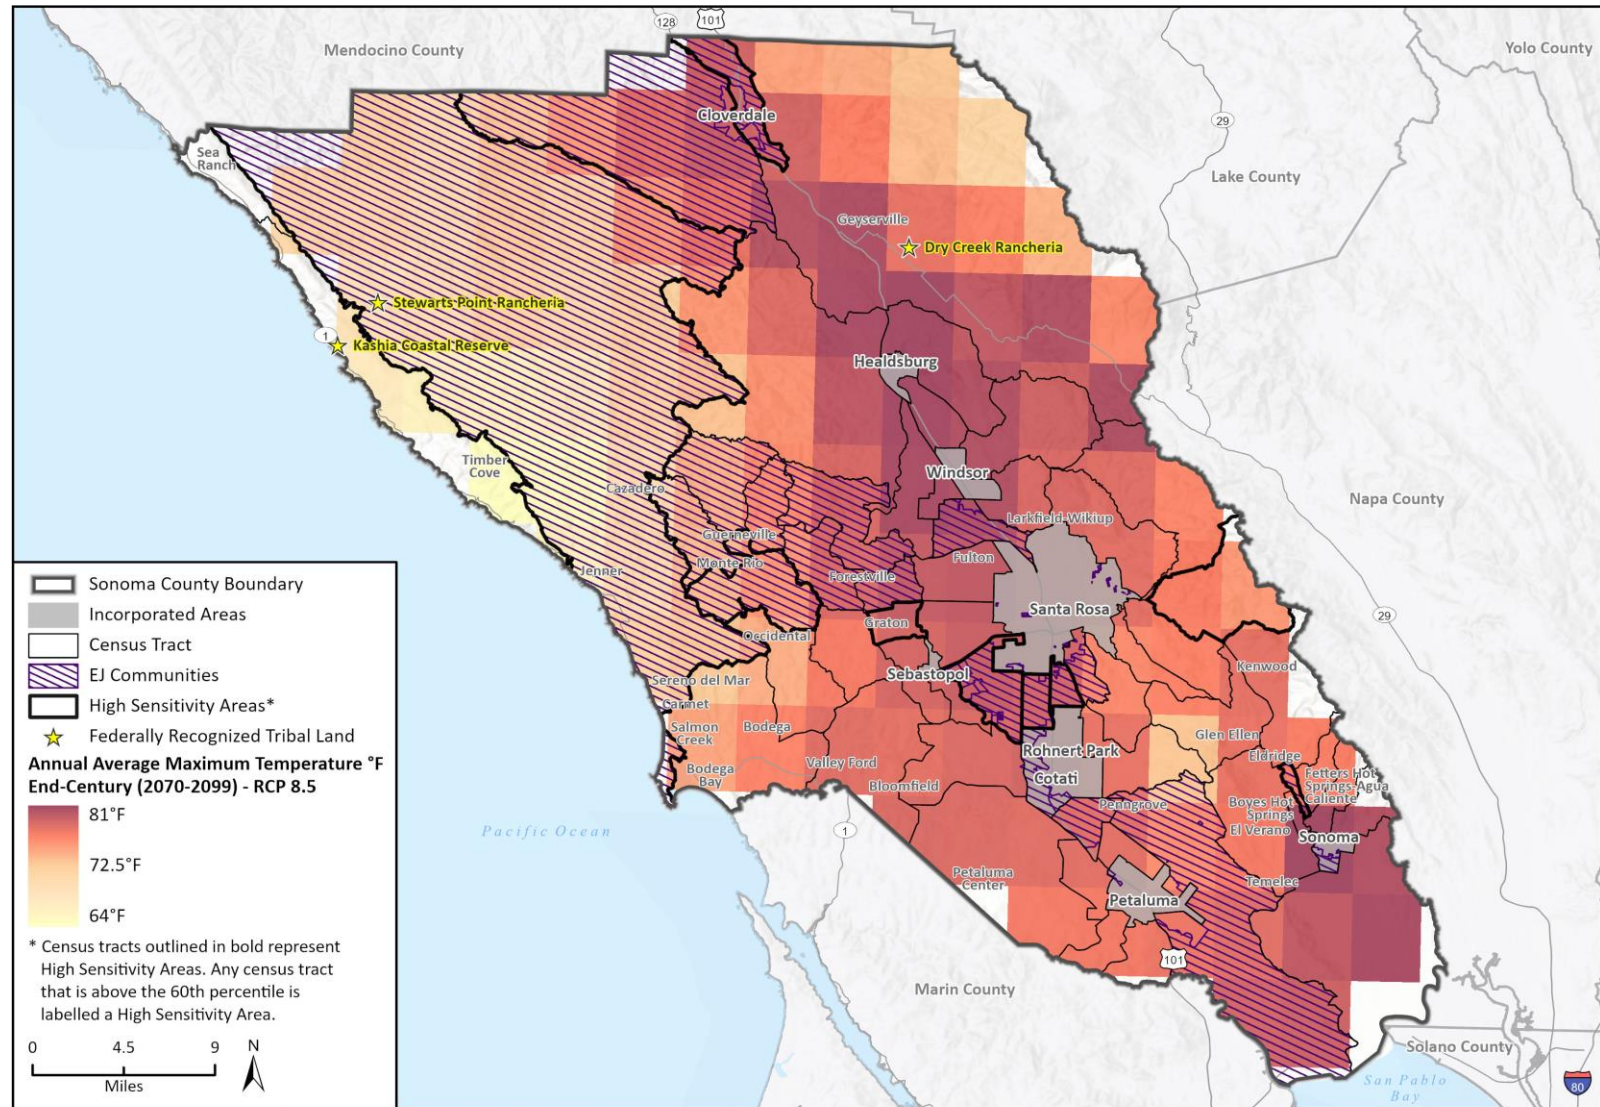 128
101
Mendocino County
Yolo County
Cloverdale
29
Sea
Ranch
Lake County
Geyserville
Dry Creek Rancheria
Stewarts Point Rancheria
1
Kashia Coastal Reserve
Healdsburg
Timber
Cove
Windsor
Cazadero
Napa County
Larkfield-Wikiup
Guerneville
Fulton
Monte Rio
Jenner
Forestville
Santa Rosa
29
Graton
Occidental
Kenwood
Sebastopol
Sereno del Mar
Carmet
Salmon
Creek
Bodega
Glen Ellen
Rohnert Park
Eldridge
Valley Ford
Bodega
Bay
Cotati
Fetters Hot
Springs-Agua
Caliente
Bloomfield
Penngrove
Boyes Hot
Springs
El Verano
Pacific Ocean
1
Sonoma
Petaluma
Center
Temelec
Petaluma
101
Marin County
Solano County
San Pablo
Bay
80
Sonoma County Boundary
Incorporated Areas
Census Tract
EJ Communities
High Sensitivity Areas*
Federally Recognized Tribal Land
Annual Average Maximum Temperature °F
End-Century (2070-2099) - RCP 8.5
81°F
72.5°F
64°F
* Census tracts outlined in bold represent
High Sensitivity Areas. Any census tract
that is above the 60th percentile is
labelled a High Sensitivity Area.
0 4.5 9
Miles
N